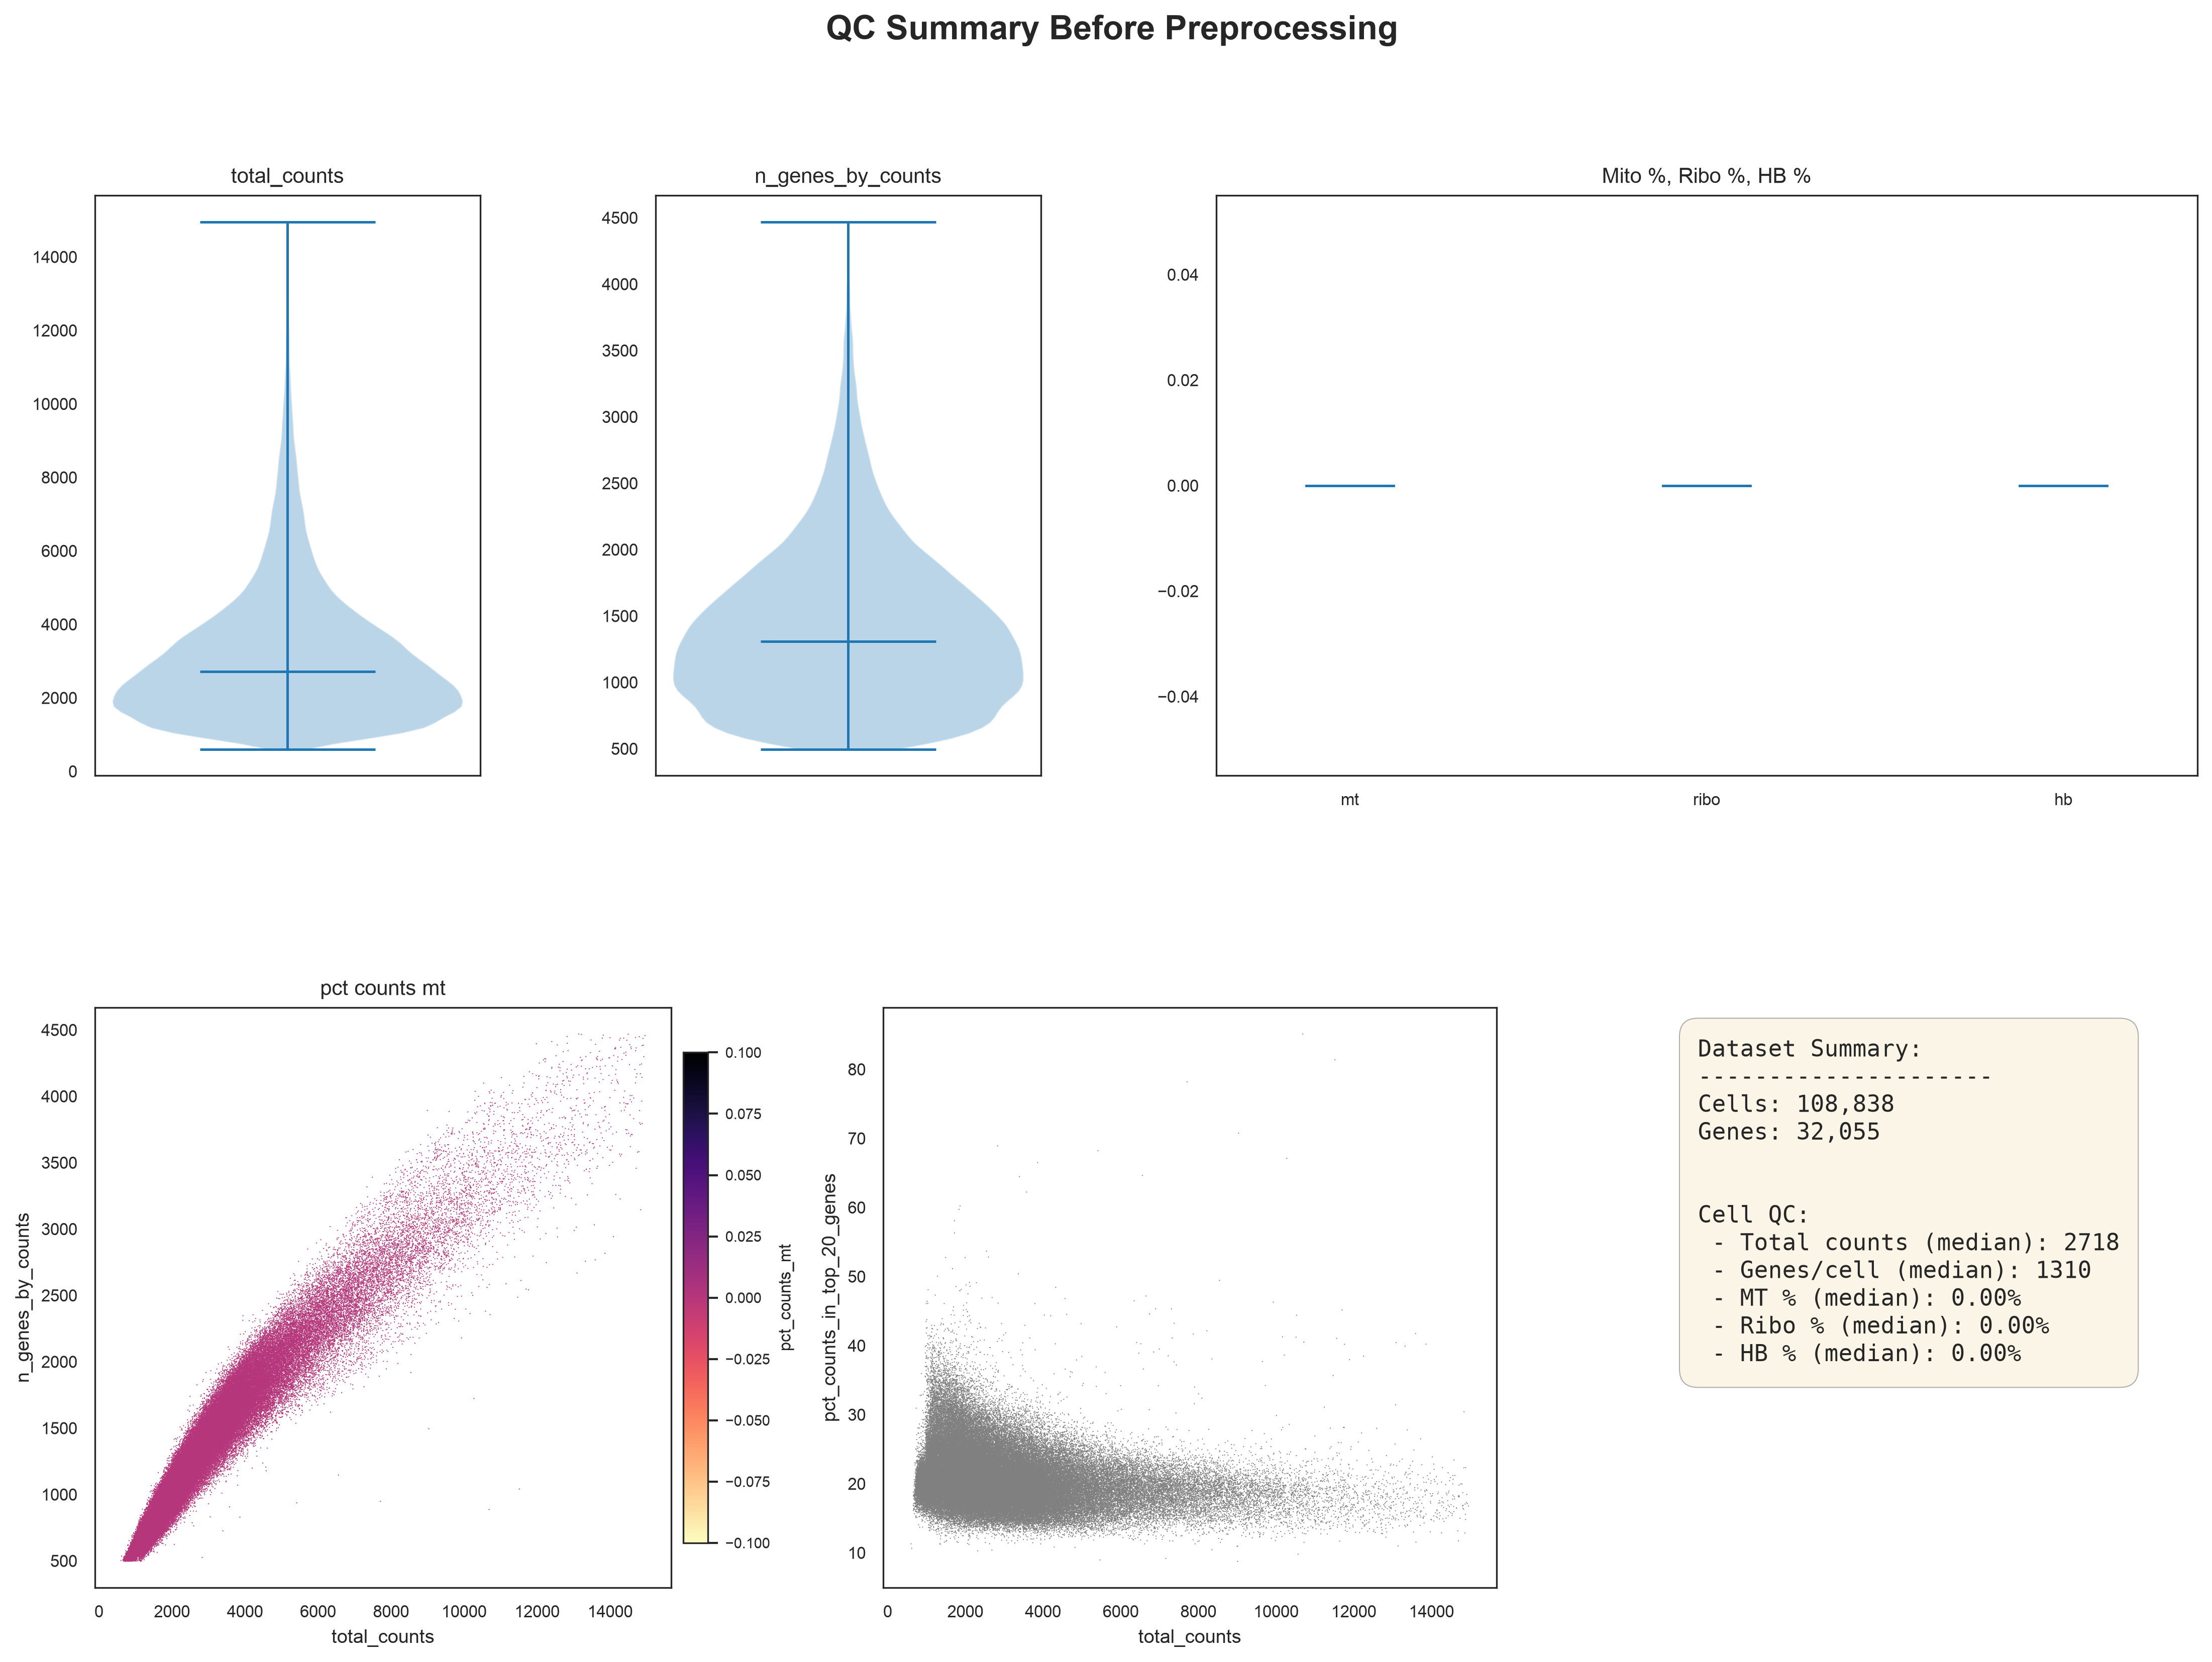 QC Summary Before Preprocessing
total_counts
14000
12000
10000
8000
6000
4000
2000
0
n_genes_by_counts
4500
4000
3500
3000
2500
2000
1500
1000
500
Mito %, Ribo %, HB %
0.04
0.02
0.00
−0.02
−0.04
mt ribo hb
pct counts mt
n_genes_by_counts
4500
4000
3500
3000
2500
2000
1500
1000
500
0 2000 4000 6000 8000 10000 12000 14000
total_counts
0.100
0.075
0.050
0.025
0.000
−0.025
−0.050
−0.075
−0.100
pct_counts_mt
pct_counts_in_top_20_genes
80
70
60
50
40
30
20
10
0 2000 4000 6000 8000 10000 12000 14000
total_counts
Dataset Summary:
---------------------
Cells: 108,838
Genes: 32,055
Cell QC:
- Total counts (median): 2718
- Genes/cell (median): 1310
- MT % (median): 0.00%
- Ribo % (median): 0.00%
- HB % (median): 0.00%